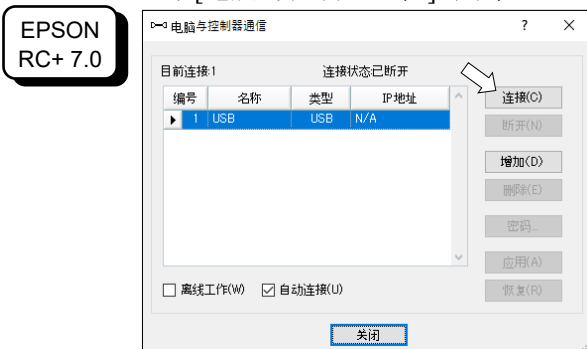 EPSON
RC+ 7.0
电脑与控制器通信
?
×
目前连接:1
连接状态:已断开
编号 名称 类型 IP地址
1 USB USB N/A
连接(C)
断开(N)
增加(D)
删除(E)
密码...
应用(A)
恢复(R)
离线工作(W) 自动连接(U)
关闭